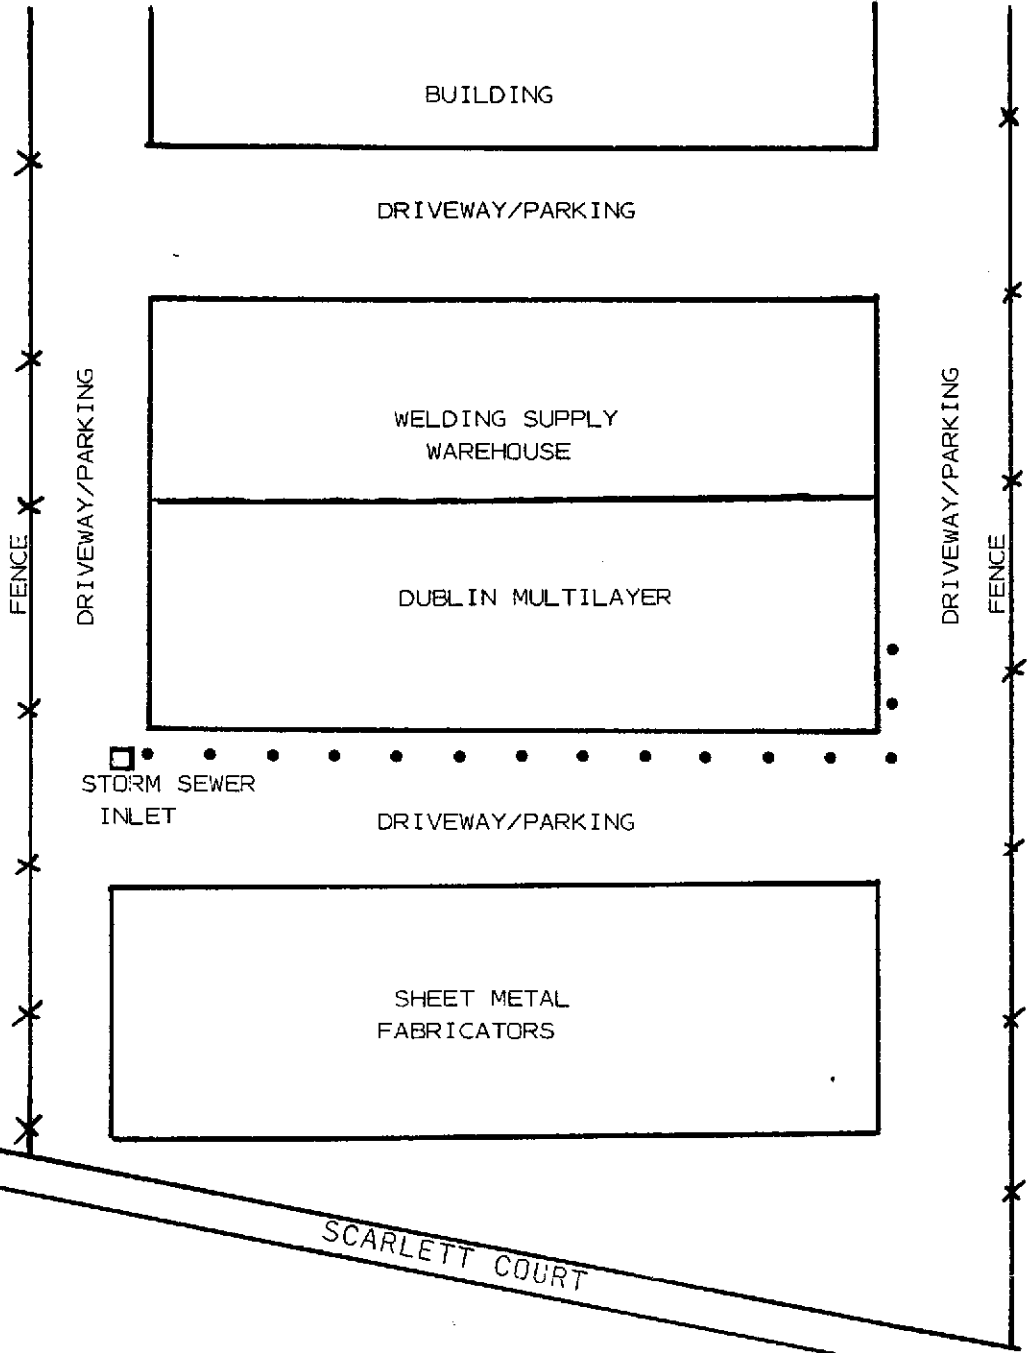 BUILDING
DRIVEWAY/PARKING
WELDING SUPPLY
WAREHOUSE
DRIVEWAY/PARKING
DRIVEWAY/PARKING
FENCE
FENCE
DUBLIN MULTILAYER
STORM SEWER
INLET
DRIVEWAY/PARKING
SHEET METAL
FABRICATORS
SCARLETT COURT